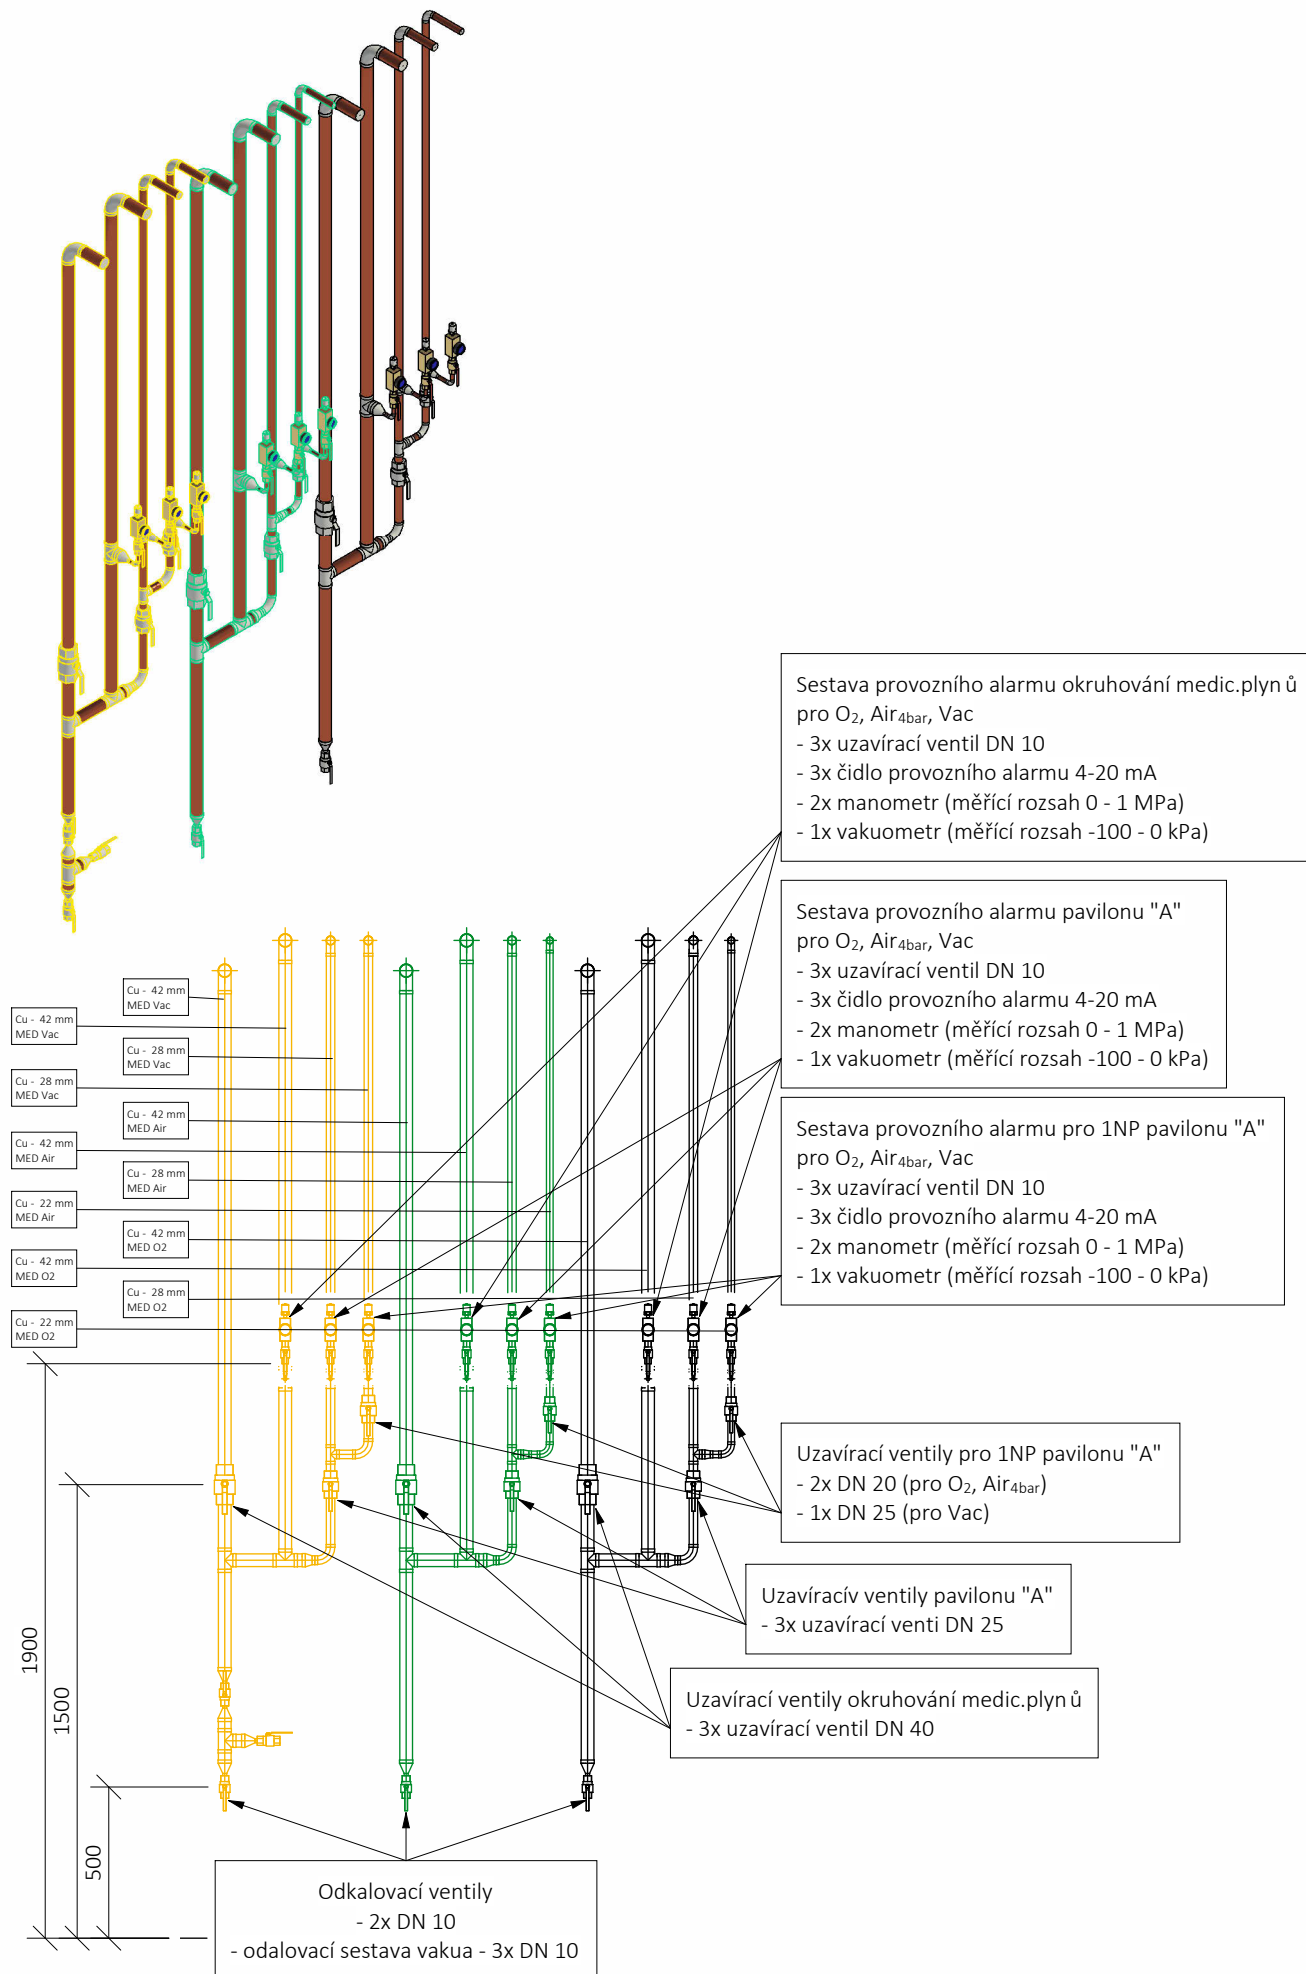 Sestava provozního alarmu okruhování medic.plynů
pro O₂, Air₄bar, Vac
- 3x uzavírací ventil DN 10
- 3x čidlo provozního alarmu 4-20 mA
- 2x manometr (měřící rozsah 0 - 1 MPa)
- 1x vakuometr (měřící rozsah -100 - 0 kPa)
Sestava provozního alarmu pavilonu "A"
pro O₂, Air₄bar, Vac
- 3x uzavírací ventil DN 10
- 3x čidlo provozního alarmu 4-20 mA
- 2x manometr (měřící rozsah 0 - 1 MPa)
- 1x vakuometr (měřící rozsah -100 - 0 kPa)
Sestava provozního alarmu pro 1NP pavilonu "A"
pro O₂, Air₄bar, Vac
- 3x uzavírací ventil DN 10
- 3x čidlo provozního alarmu 4-20 mA
- 2x manometr (měřící rozsah 0 - 1 MPa)
- 1x vakuometr (měřící rozsah -100 - 0 kPa)
Cu - 42 mm
MED Vac
Cu - 42 mm
MED Vac
Cu - 28 mm
MED Vac
Cu - 28 mm
MED Vac
Cu - 42 mm
MED Air
Cu - 42 mm
MED Air
Cu - 28 mm
MED Air
Cu - 22 mm
MED Air
Cu - 42 mm
MED O2
Cu - 42 mm
MED O2
Cu - 28 mm
MED O2
Cu - 22 mm
MED O2
Uzavírací ventily pro 1NP pavilonu "A"
- 2x DN 20 (pro O₂, Air₄bar)
- 1x DN 25 (pro Vac)
Uzavíracív ventily pavilonu "A"
- 3x uzavírací venti DN 25
Uzavírací ventily okruhování medic.plynů
- 3x uzavírací ventil DN 40
1900
1500
500
Odkalovací ventily
- 2x DN 10
- odalovací sestava vakua - 3x DN 10